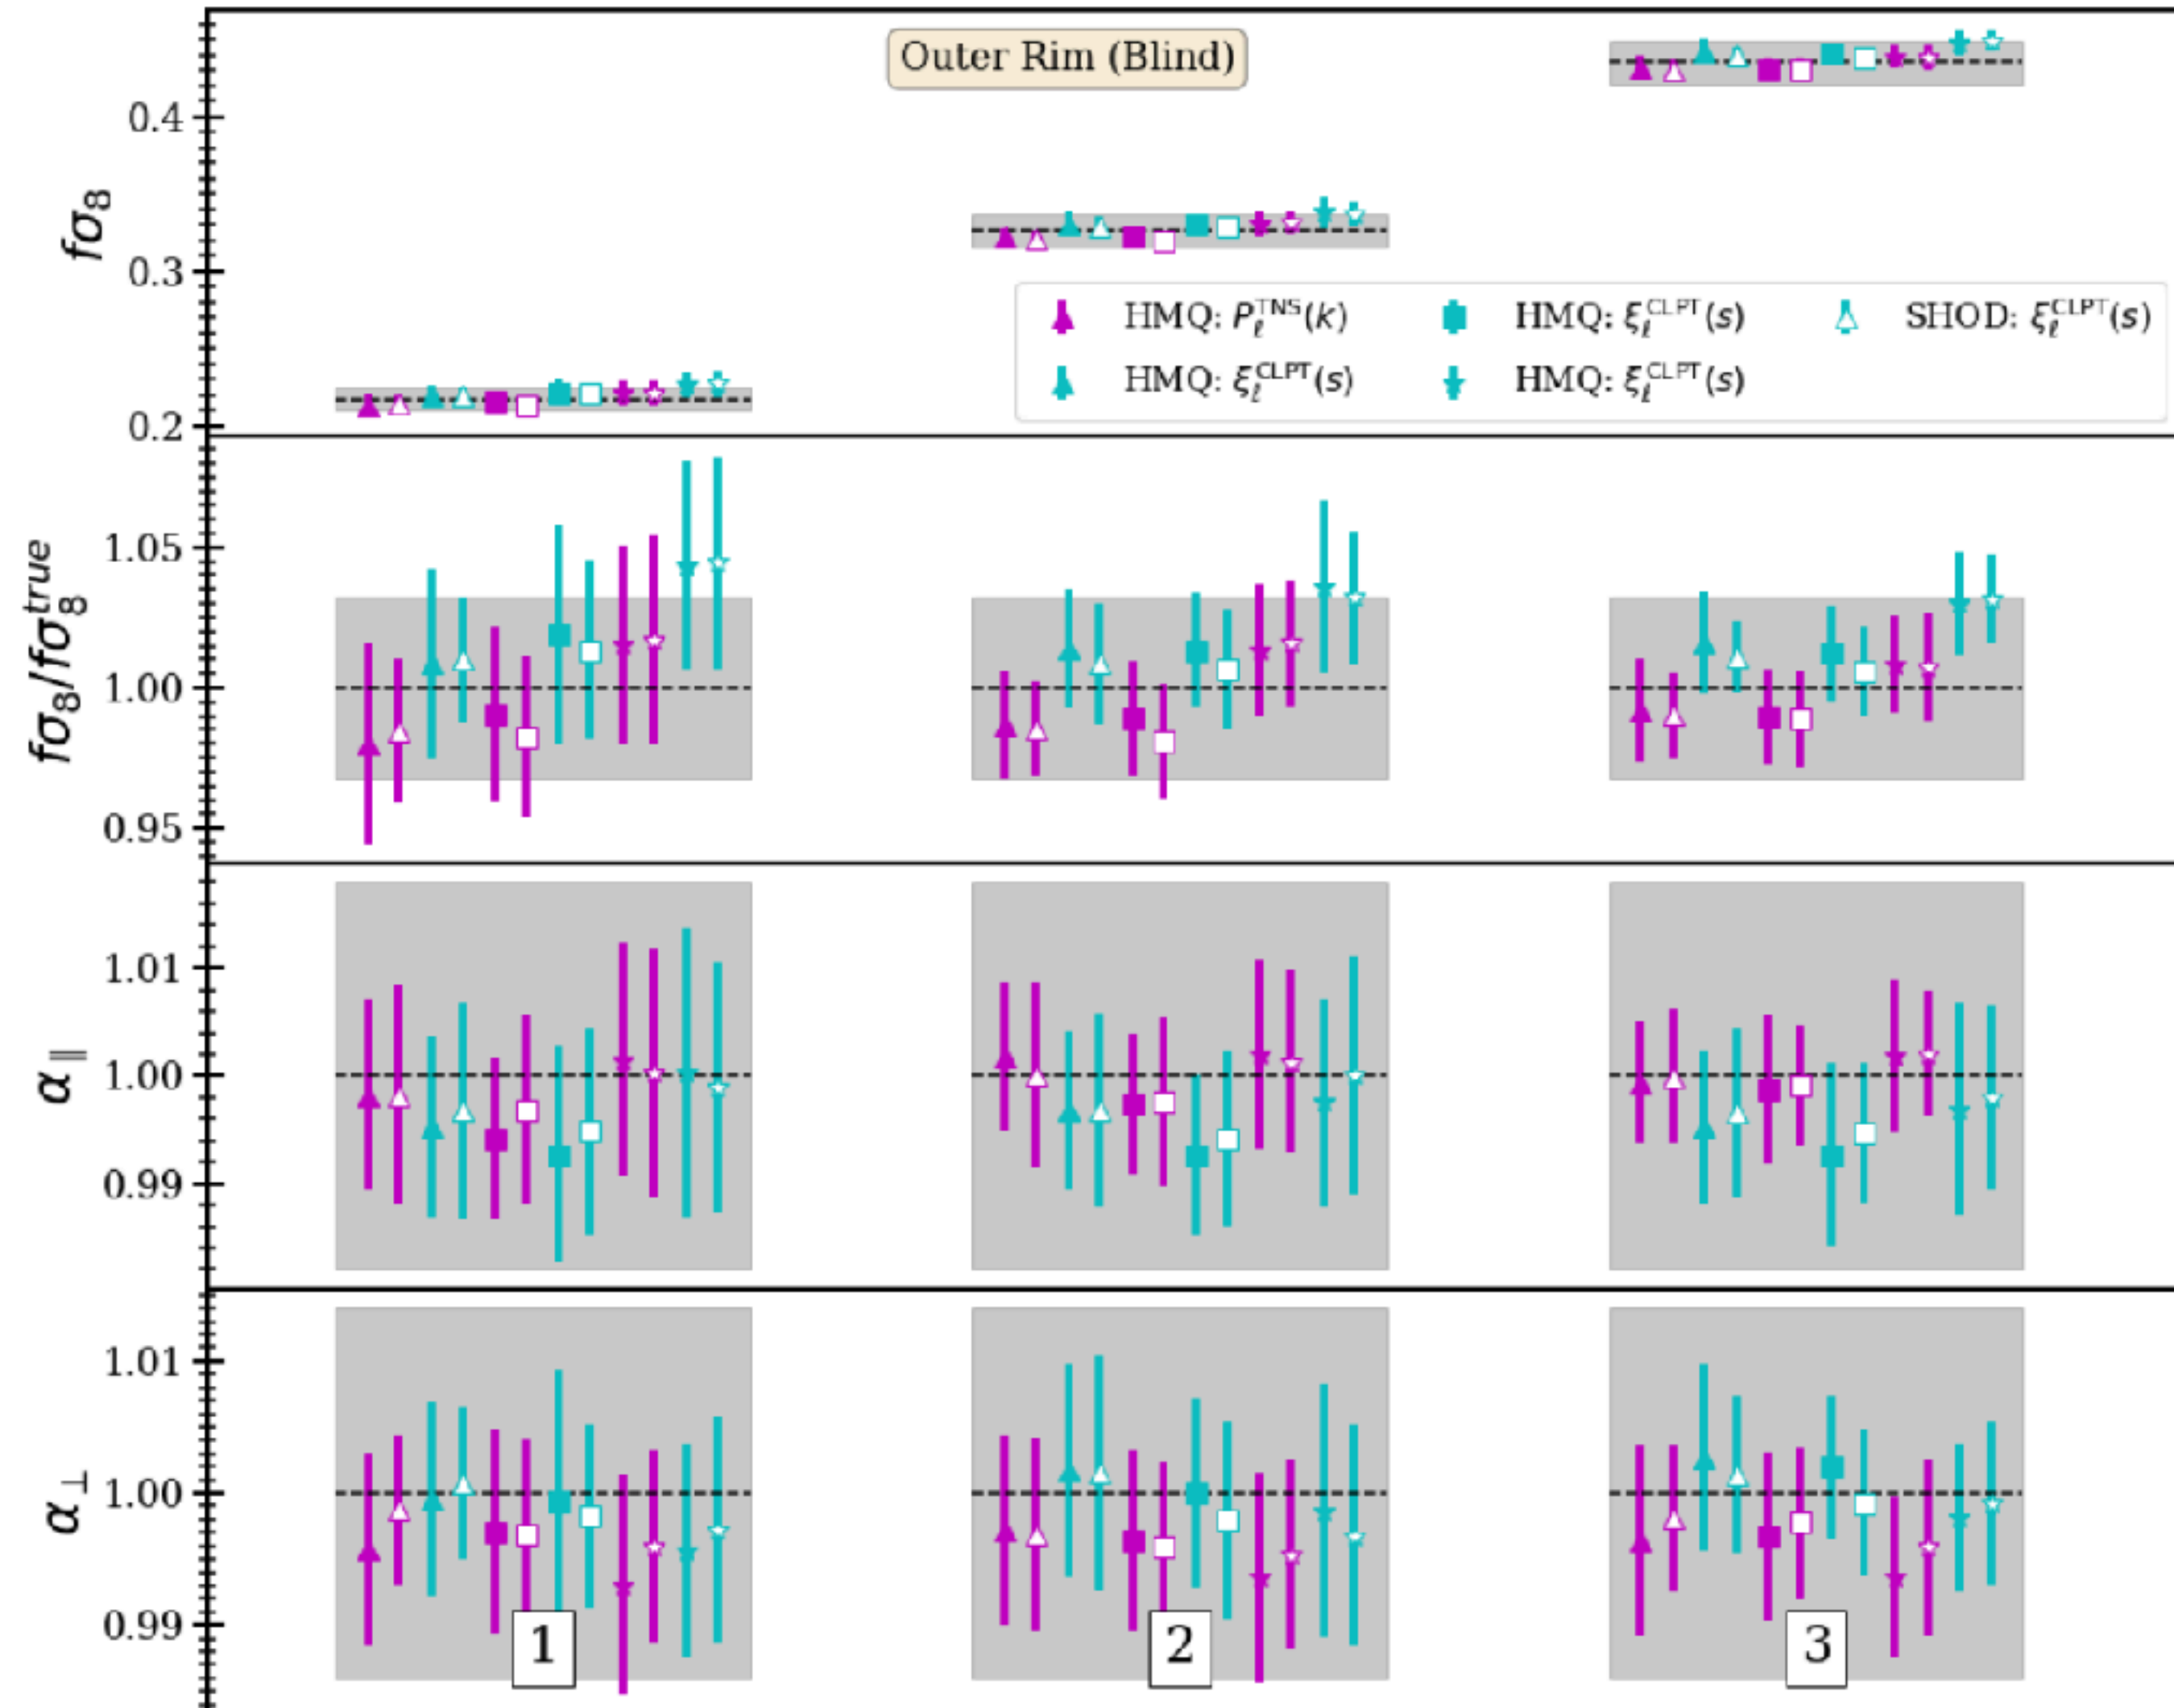 Outer Rim (Blind)
fσ₈
0.4
0.3
0.2
HMQ: P_ℓ^TNS(k)
HMQ: ξ_ℓ^CLPT(s)
SHOD: ξ_ℓ^CLPT(s)
HMQ: ξ_ℓ^CLPT(s)
HMQ: ξ_ℓ^CLPT(s)
fσ₈/fσ₈^true
1.05
1.00
0.95
α_∥
1.01
1.00
0.99
α_⊥
1.01
1.00
0.99
1
2
3